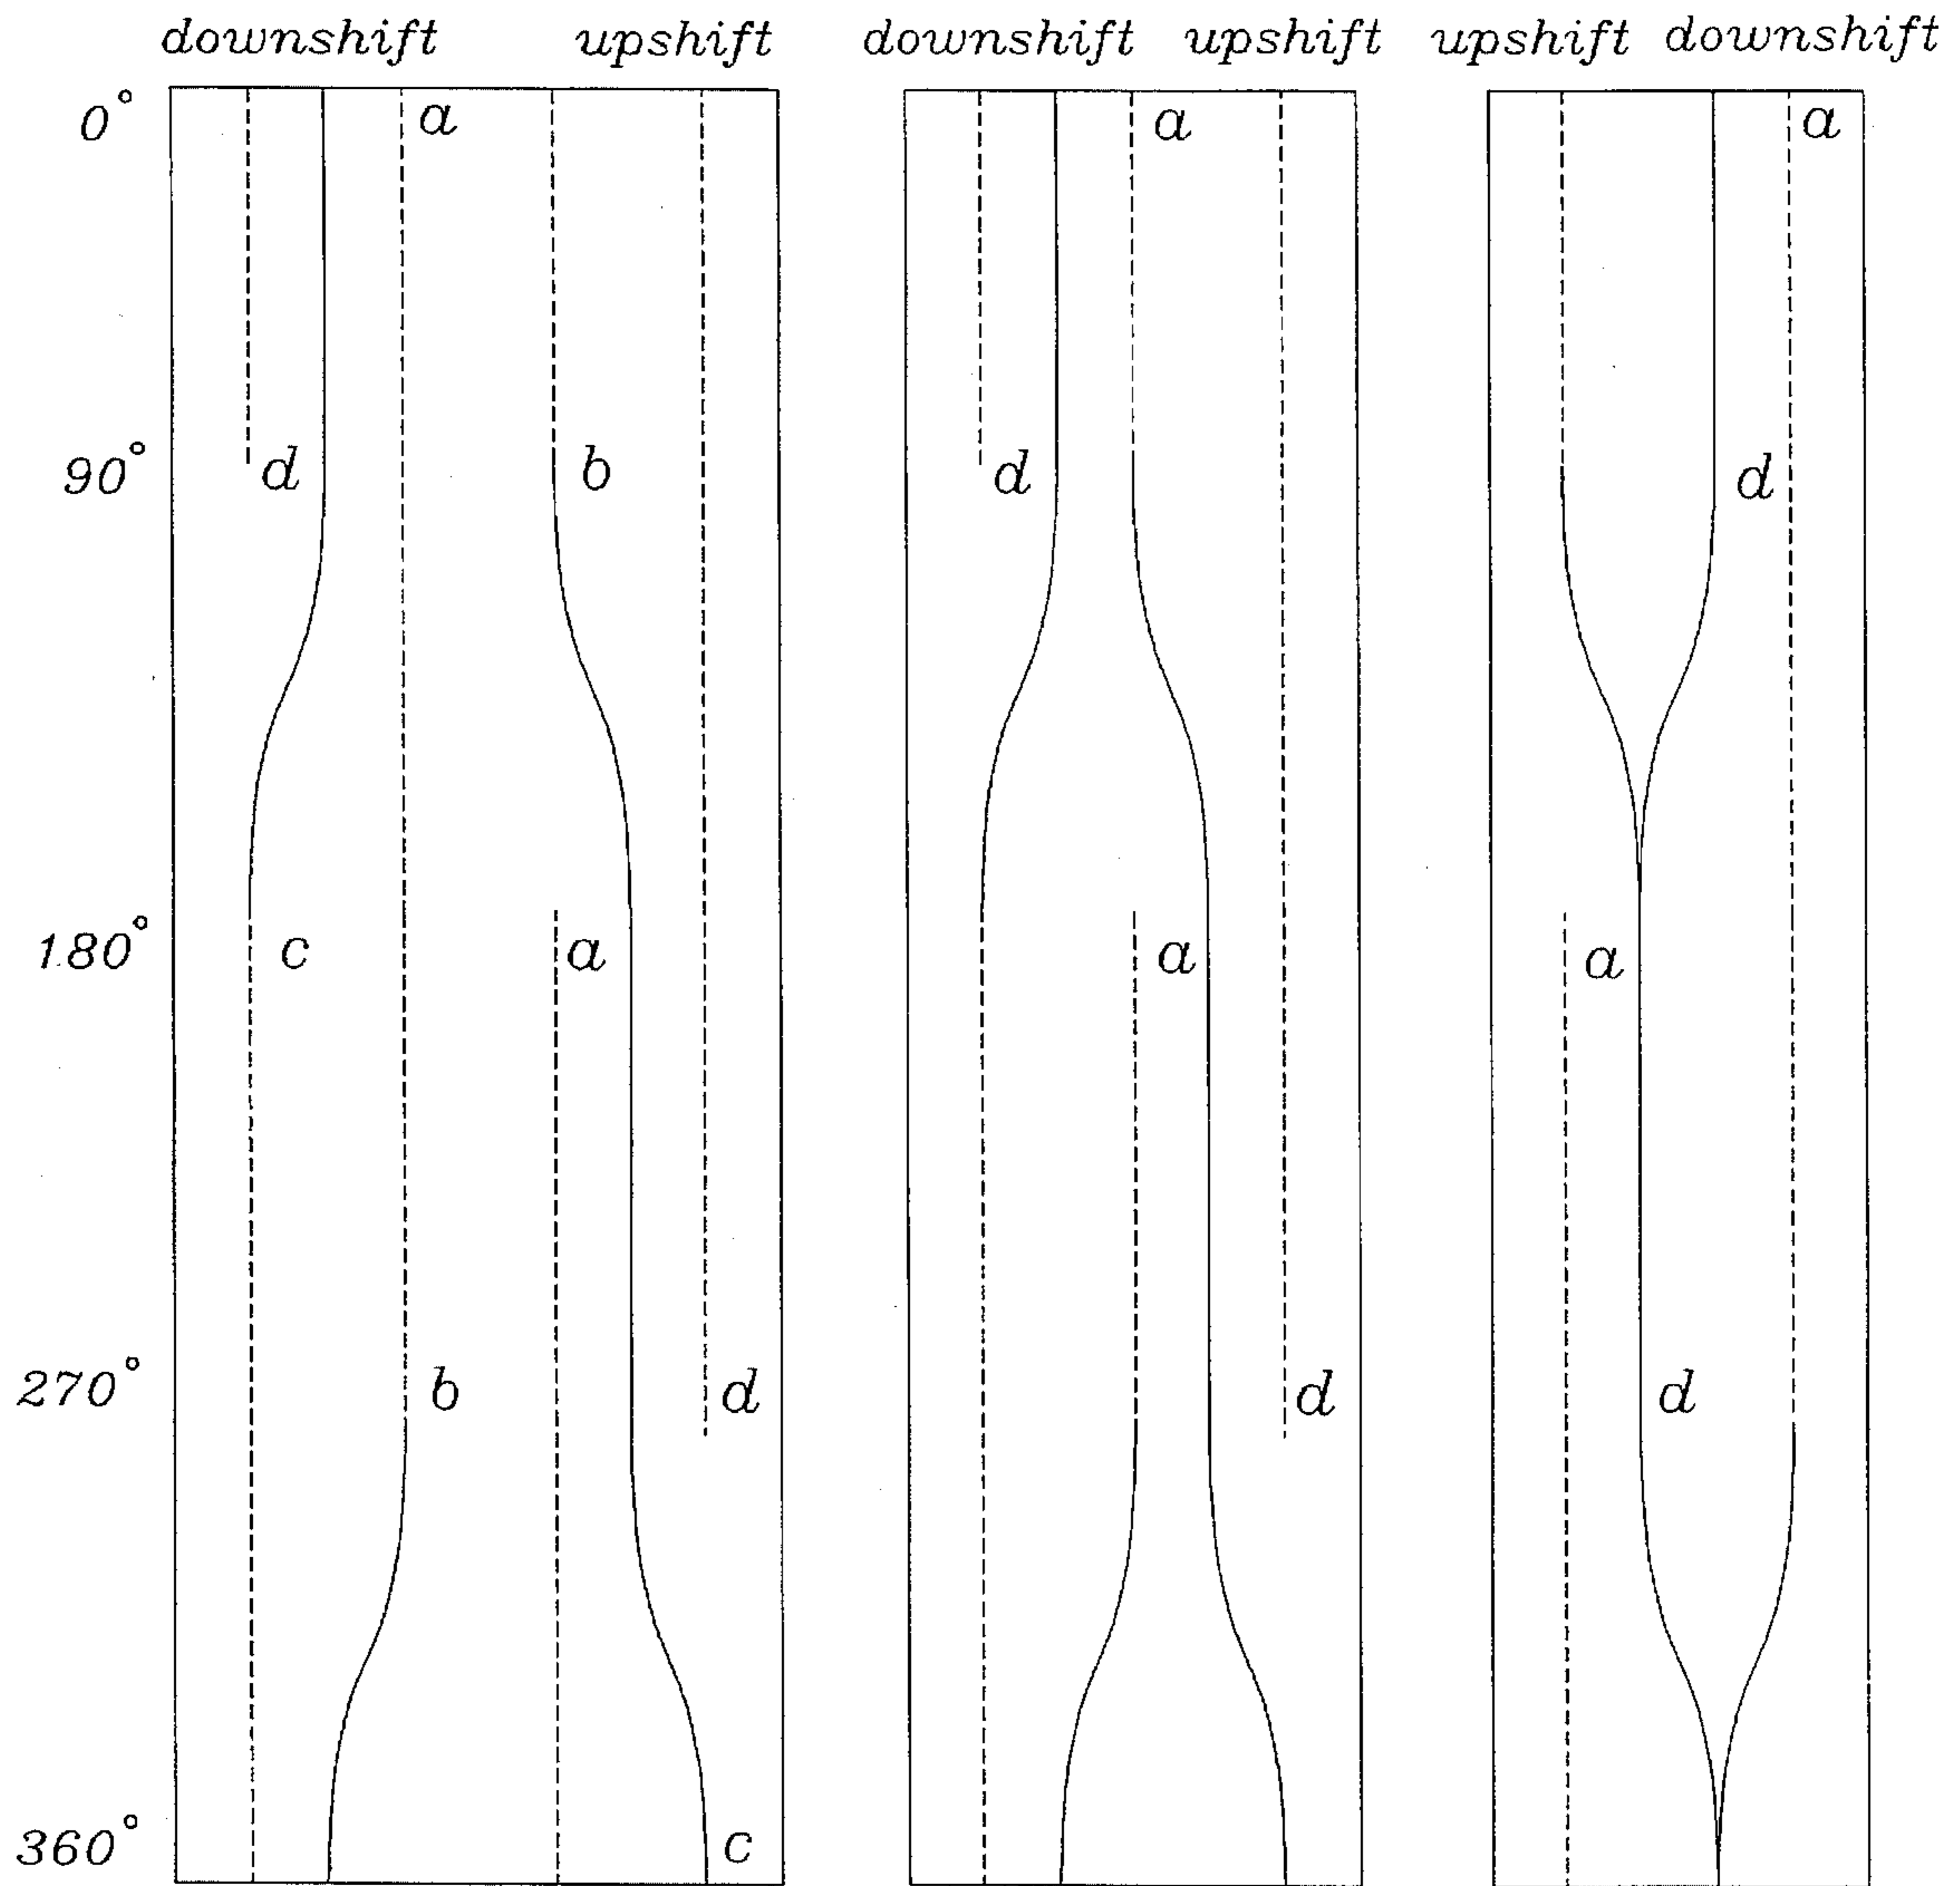 downshift upshift downshift upshift upshift downshift
0° a a a
90° d b d d
180° c a a a
270° b d d d
360° c